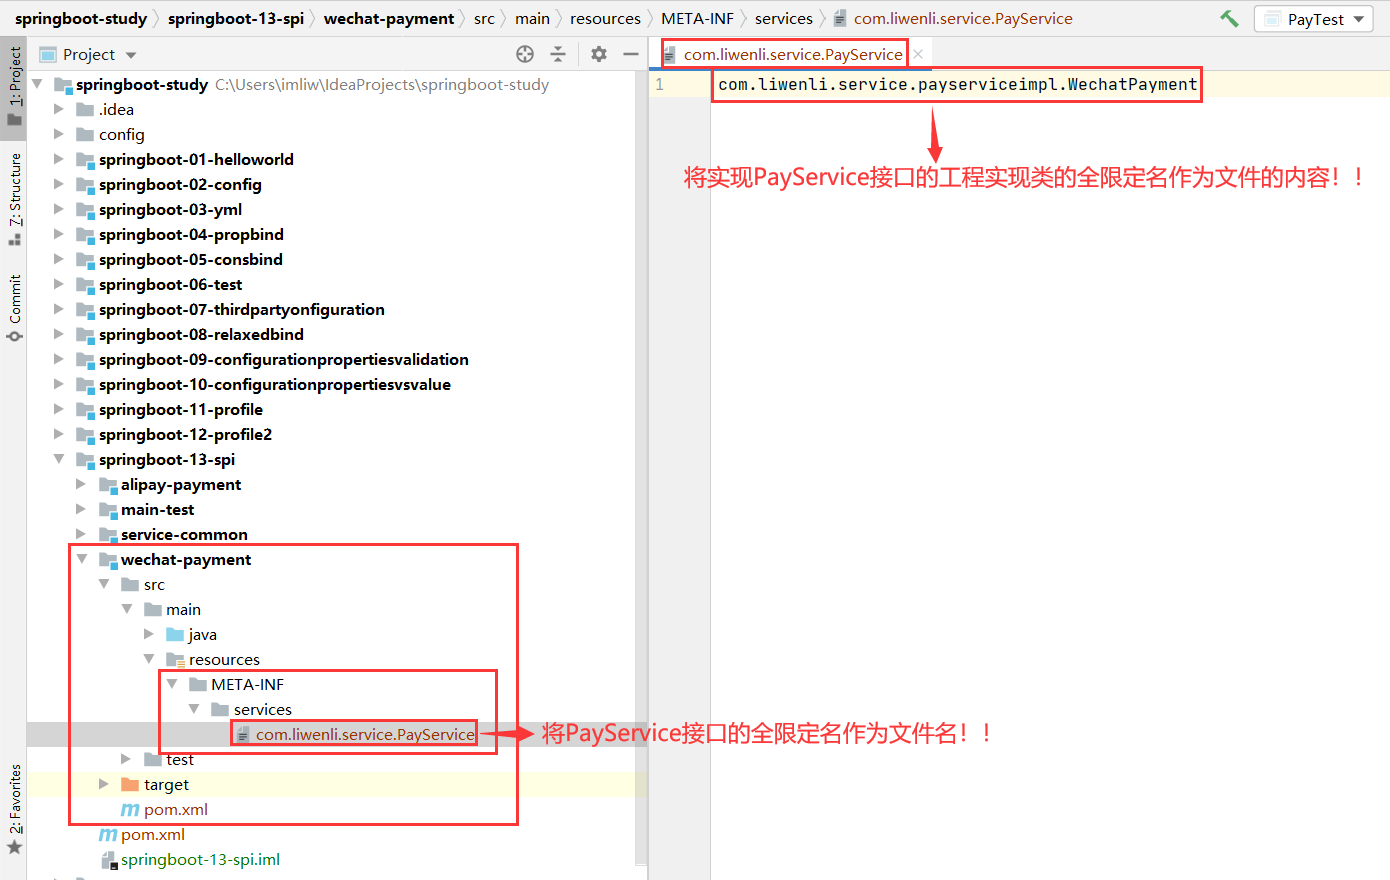 springboot-study springboot-13-spi wechat-payment src main resources META-INF services com.liwenli.service.PayService PayTest
Project
com.liwenli.service.PayService
1: Project
7: Structure
Commit
2: Favorites
springboot-study C:\Users\imliw\IdeaProjects\springboot-study
.idea
config
springboot-01-helloworld
springboot-02-config
springboot-03-yml
springboot-04-propbind
springboot-05-consbind
springboot-06-test
springboot-07-thirdpartyonfiguration
springboot-08-relaxedbind
springboot-09-configurationpropertiesvalidation
springboot-10-configurationpropertiesvsvalue
springboot-11-profile
springboot-12-profile2
springboot-13-spi
alipay-payment
main-test
service-common
wechat-payment
src
main
java
resources
META-INF
services
com.liwenli.service.PayService
test
target
pom.xml
pom.xml
springboot-13-spi.iml
1 com.liwenli.service.payserviceimpl.WechatPayment
将实现PayService接口的工程实现类的全限定名作为文件的内容！！
将PayService接口的全限定名作为文件名！！